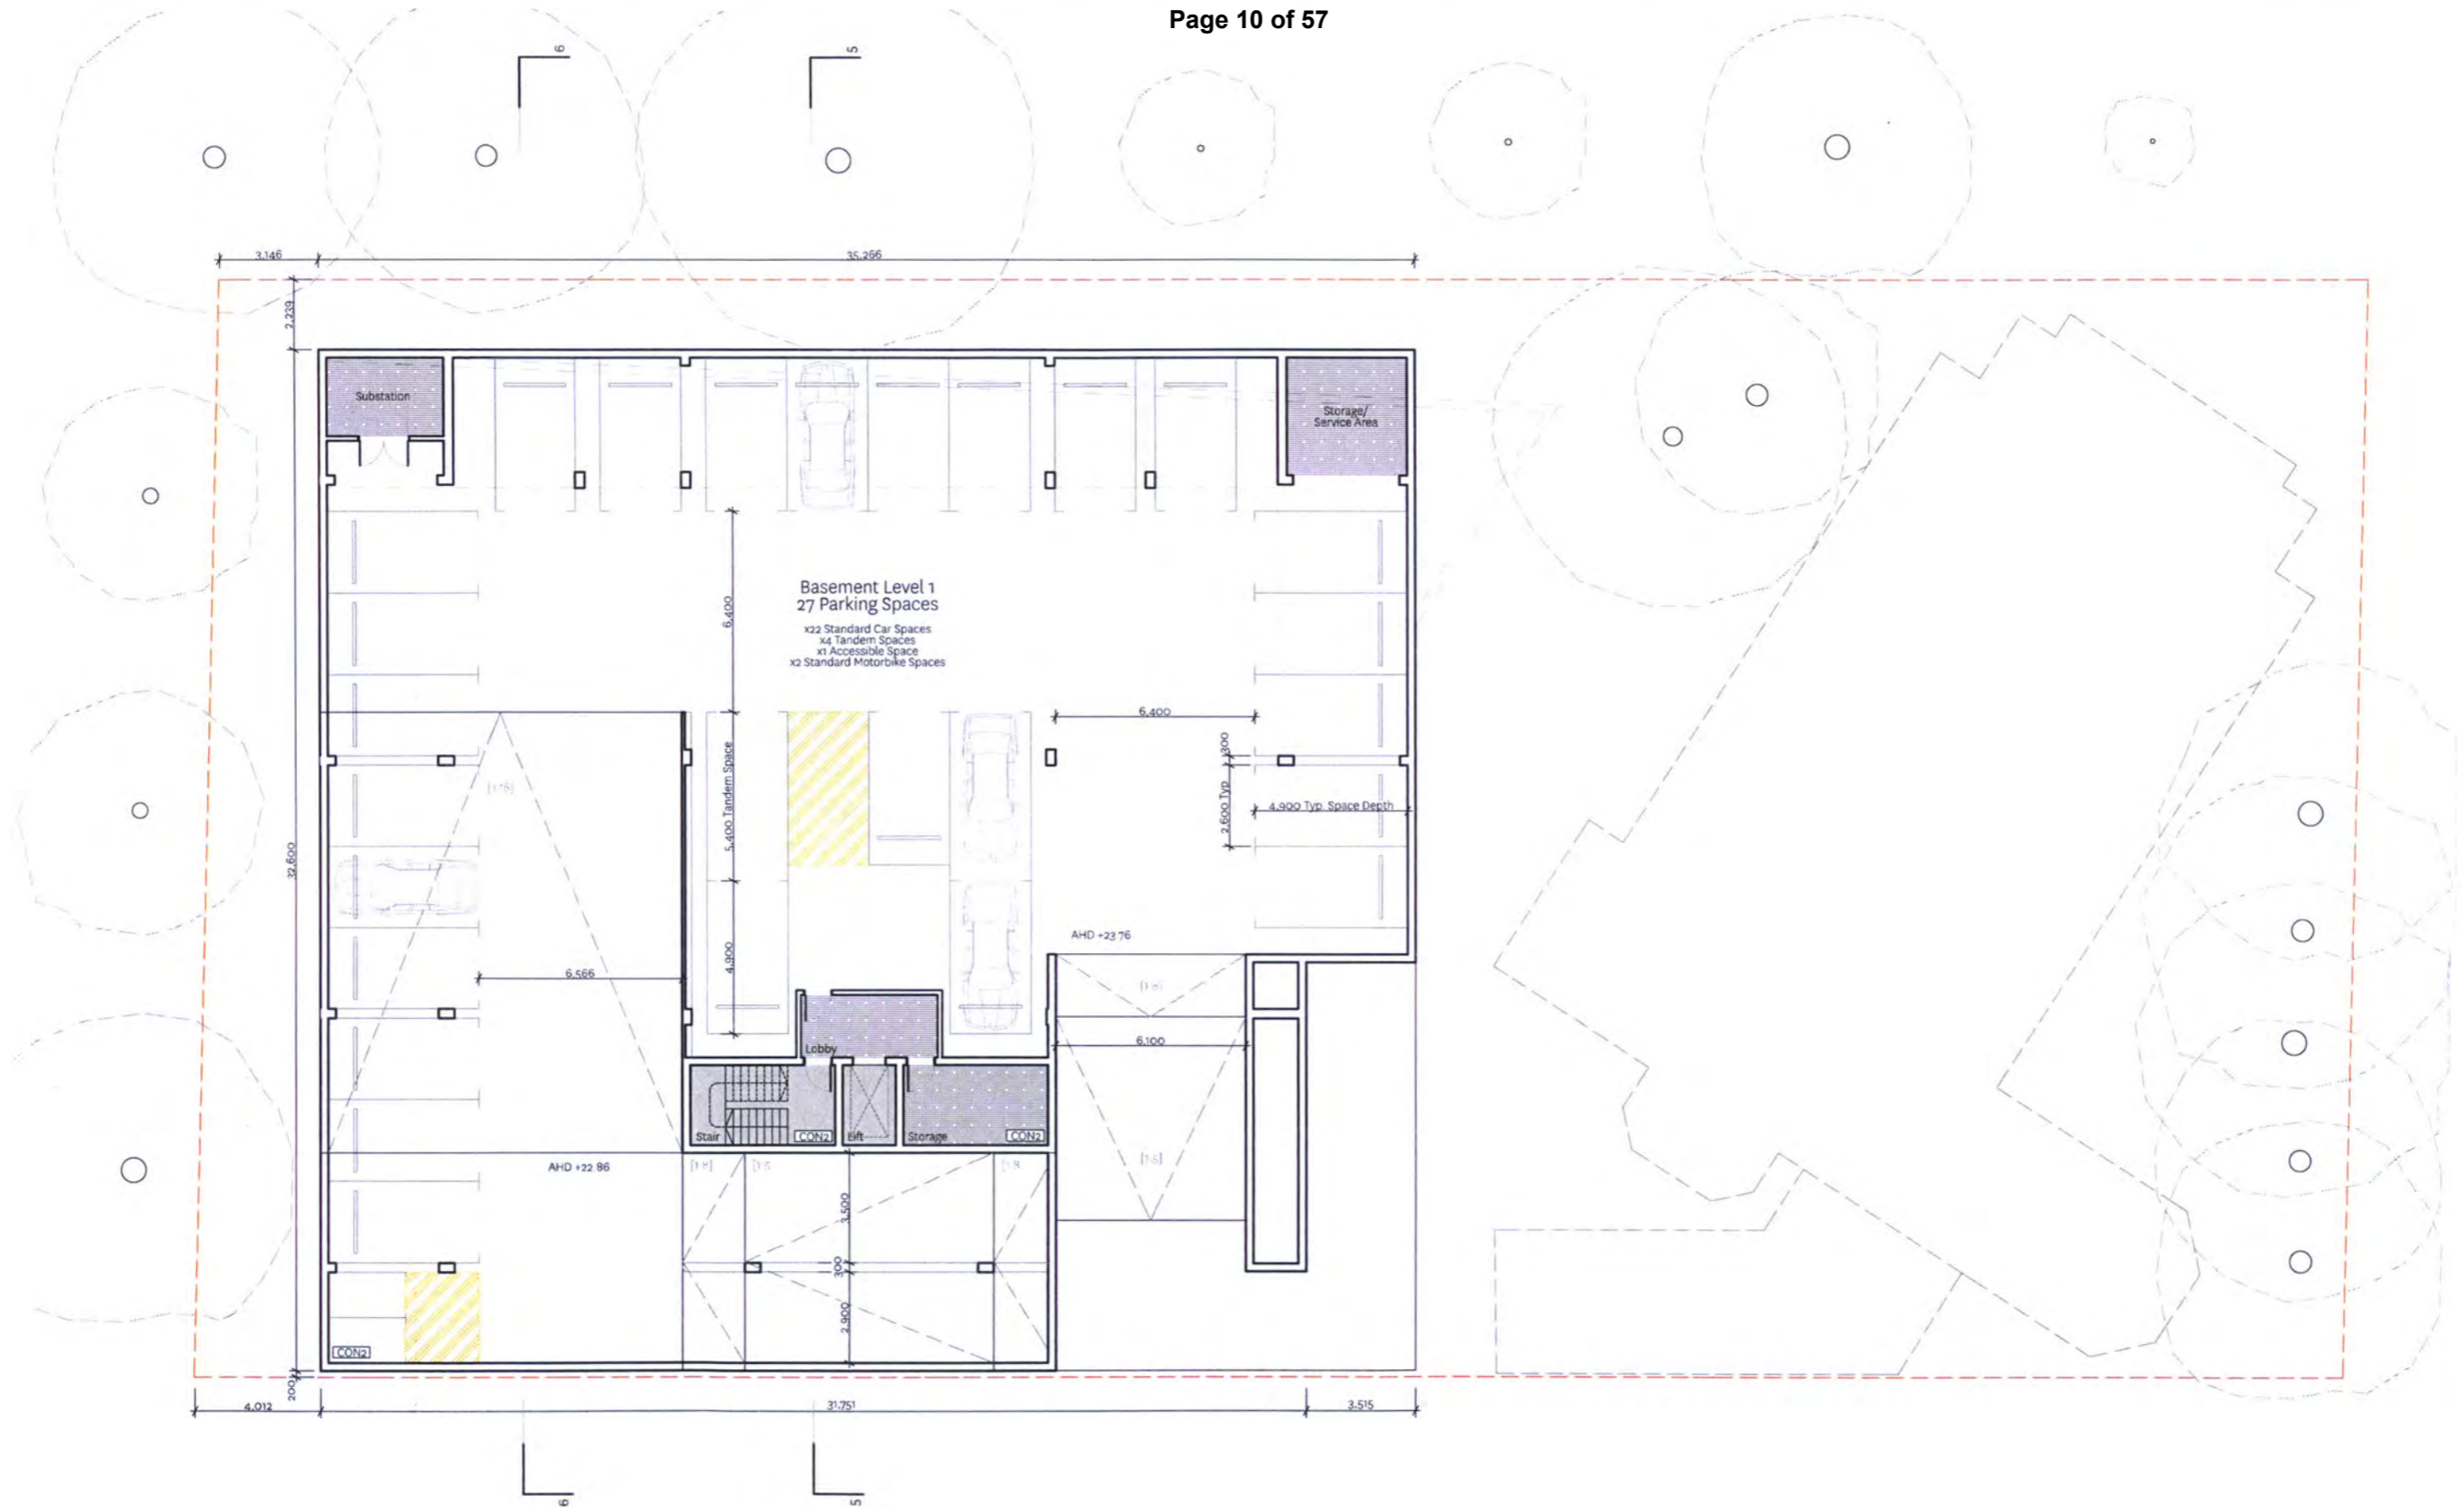 Page 10 of 57
6
5
3.146
35.266
2.239
Substation
Storage/
Service Area
Basement Level 1
27 Parking Spaces
x22 Standard Car Spaces
x4 Tandem Spaces
x1 Accessible Space
x2 Standard Motorbike Spaces
6.400
6.400
300
5.400 Tandem Space
2.600 Typ
4.900 Typ. Space Depth
32.600
AHD +23 76
4.900
6.566
6.100
Lobby
Stair
CON2
Lift
Storage
CON2
AHD +22 86
[1:8]
[1:5]
3.500
300
2.900
CON2
200
4.012
31.751
3.515
6
5